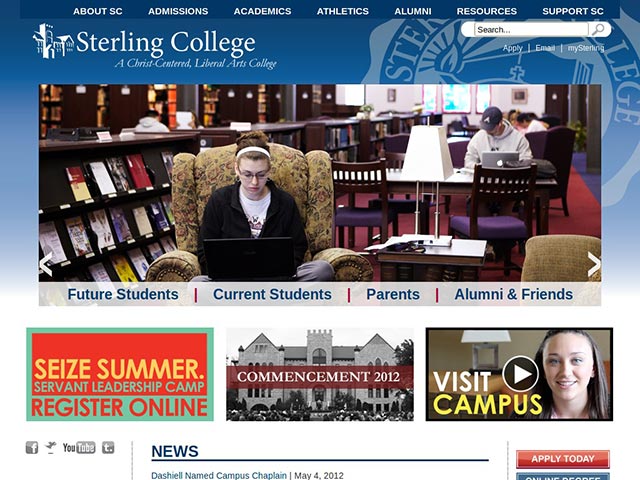 ABOUT SC ADMISSIONS ACADEMICS ATHLETICS ALUMNI RESOURCES SUPPORT SC
Search...
Sterling College
Apply | Email | mySterling
A Christ-Centered, Liberal Arts College
Future Students | Current Students | Parents | Alumni & Friends
SEIZE SUMMER.
SERVANT LEADERSHIP CAMP
REGISTER ONLINE
COMMENCEMENT 2012
VISIT
CAMPUS
YouTube
NEWS
Dashiell Named Campus Chaplain | May 4, 2012
APPLY TODAY
ONLINE DEGREE